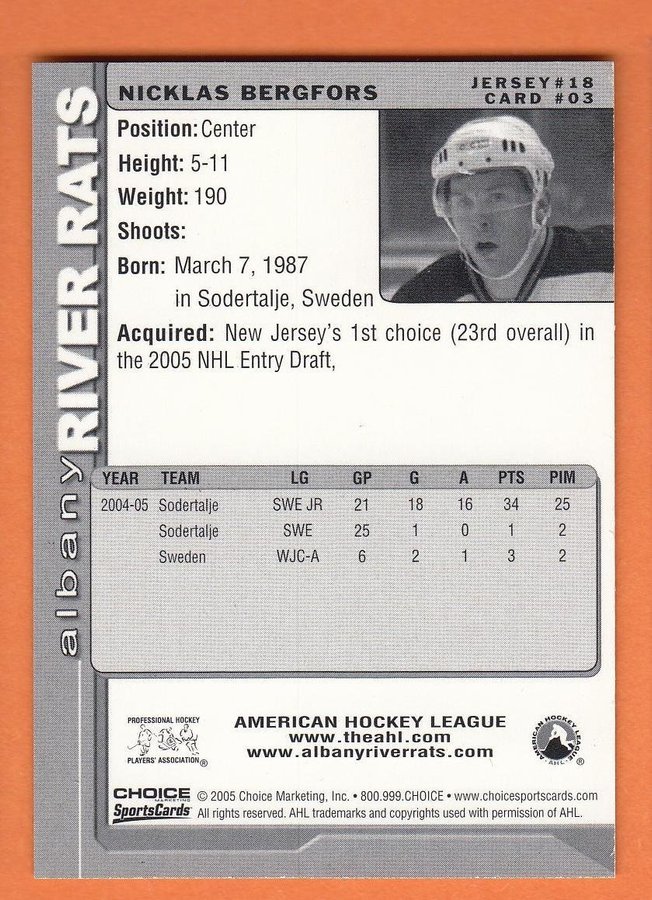 albany RIVER RATS
NICKLAS BERGFORS
JERSEY#18
CARD #03
Position: Center
Height: 5-11
Weight: 190
Shoots:
Born: March 7, 1987
in Sodertalje, Sweden
Acquired: New Jersey's 1st choice (23rd overall) in
the 2005 NHL Entry Draft,
YEAR TEAM LG GP G A PTS PIM
2004-05 Sodertalje SWE JR 21 18 16 34 25
Sodertalje SWE 25 1 0 1 2
Sweden WJC-A 6 2 1 3 2
PROFESSIONAL HOCKEY
PLAYERS' ASSOCIATION®
AMERICAN HOCKEY LEAGUE
www.theahl.com
www.albanyriverrats.com
AMERICAN HOCKEY LEAGUE
AHL ®
CHOICE
MARKETING
SportsCards
© 2005 Choice Marketing, Inc. • 800.999.CHOICE • www.choicesportscards.com
All rights reserved. AHL trademarks and copyrights used with permission of AHL.